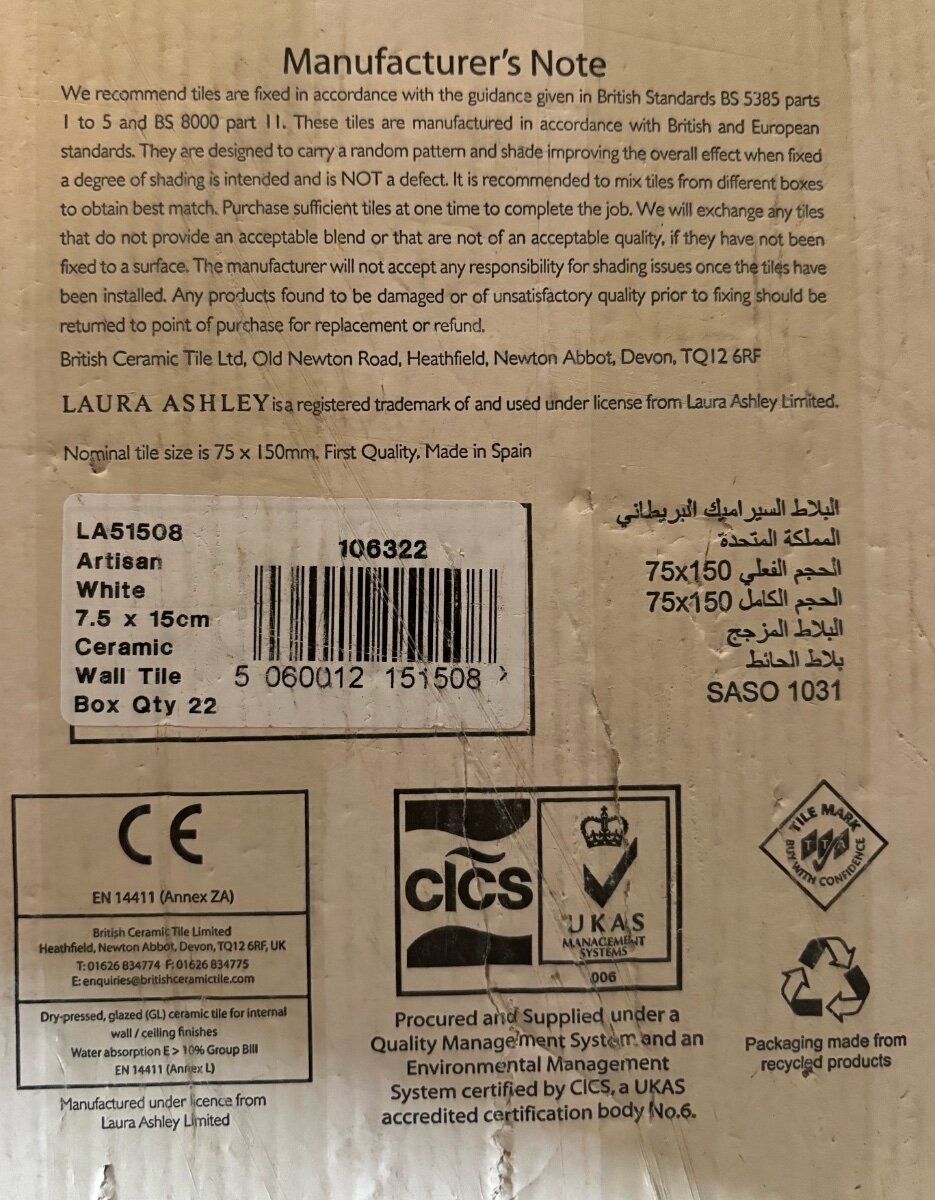 Manufacturer's Note
We recommend tiles are fixed in accordance with the guidance given in British Standards BS 5385 parts
1 to 5 and BS 8000 part 11. These tiles are manufactured in accordance with British and European
standards. They are designed to carry a random pattern and shade improving the overall effect when fixed
a degree of shading is intended and is NOT a defect. It is recommended to mix tiles from different boxes
to obtain best match. Purchase sufficient tiles at one time to complete the job. We will exchange any tiles
that do not provide an acceptable blend or that are not of an acceptable quality, if they have not been
fixed to a surface. The manufacturer will not accept any responsibility for shading issues once the tiles have
been installed. Any products found to be damaged or of unsatisfactory quality prior to fixing should be
returned to point of purchase for replacement or refund.
British Ceramic Tile Ltd, Old Newton Road, Heathfield, Newton Abbot, Devon, TQ12 6RF
LAURA ASHLEY is a registered trademark of and used under license from Laura Ashley Limited.
Nominal tile size is 75 x 150mm. First Quality, Made in Spain
LA51508
Artisan
White
7.5 x 15cm
Ceramic
Wall Tile
Box Qty 22
106322
5 060012 151508 >
البلاط السيراميك البريطاني
المملكة المتحدة
الحجم الفعلي 75x150
الحجم الكامل 75x150
البلاط المزجج
بلاط الحائط
SASO 1031
CE
EN 14411 (Annex ZA)
British Ceramic Tile Limited
Heathfield, Newton Abbot, Devon, TQ12 6RF, UK
T: 01626 834774 F: 01626 834775
E: enquiries@britishceramictile.com
Dry-pressed, glazed (GL) ceramic tile for internal
wall / ceiling finishes
Water absorption E > 10% Group BIII
EN 14411 (Annex L)
Manufactured under licence from
Laura Ashley Limited
CICS
UKAS
MANAGEMENT
SYSTEMS
006
Procured and Supplied under a
Quality Management System and an
Environmental Management
System certified by CICS, a UKAS
accredited certification body No.6.
TILE MARK
TTA
BUY WITH CONFIDENCE
Packaging made from
recycled products